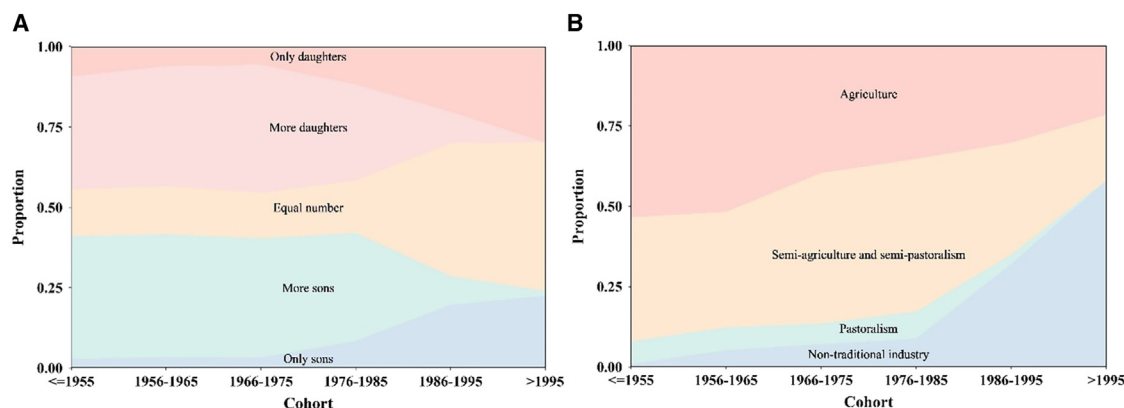 A
1.00
0.75
0.50
0.25
0.00
Proportion
Only daughters
More daughters
Equal number
More sons
Only sons
<=1955 1956-1965 1966-1975 1976-1985 1986-1995 >1995
Cohort
B
1.00
0.75
0.50
0.25
0.00
Proportion
Agriculture
Semi-agriculture and semi-pastoralism
Pastoralism
Non-traditional industry
<=1955 1956-1965 1966-1975 1976-1985 1986-1995 >1995
Cohort